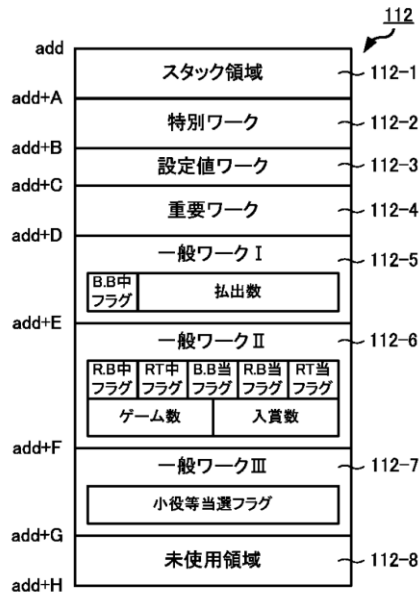 112
add
スタック領域
112-1
add+A
特別ワーク
112-2
add+B
設定値ワーク
112-3
add+C
重要ワーク
112-4
add+D
一般ワークⅠ
112-5
B.B中
フラグ
払出数
add+E
一般ワークⅡ
112-6
R.B中
フラグ
RT中
フラグ
B.B当
フラグ
R.B当
フラグ
RT当
フラグ
ゲーム数
入賞数
add+F
一般ワークⅢ
112-7
小役等当選フラグ
add+G
未使用領域
112-8
add+H